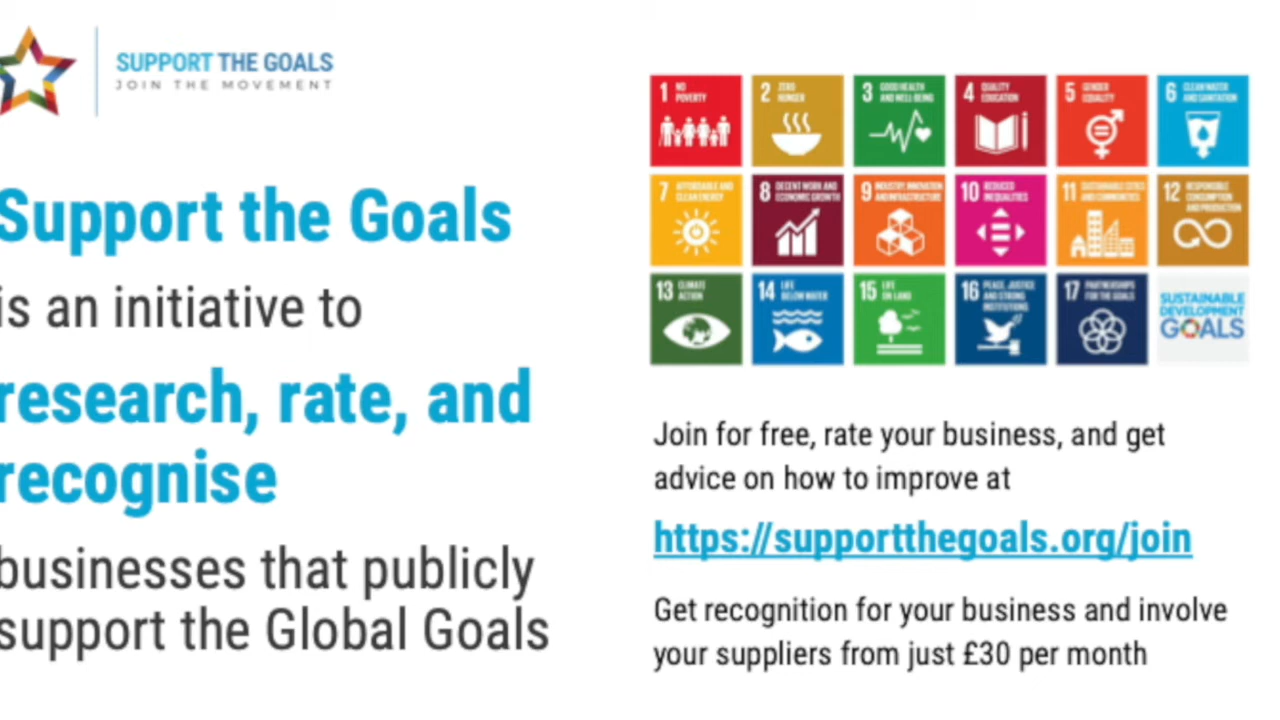 SUPPORT THE GOALS
JOIN THE MOVEMENT
Support the Goals
is an initiative to
research, rate, and
recognise
businesses that publicly
support the Global Goals
1 NO
POVERTY
2 ZERO
HUNGER
3 GOOD HEALTH
AND WELL-BEING
4 QUALITY
EDUCATION
5 GENDER
EQUALITY
6 CLEAN WATER
AND SANITATION
7 AFFORDABLE AND
CLEAN ENERGY
8 DECENT WORK AND
ECONOMIC GROWTH
9 INDUSTRY, INNOVATION
AND INFRASTRUCTURE
10 REDUCED
INEQUALITIES
11 SUSTAINABLE CITIES
AND COMMUNITIES
12 RESPONSIBLE
CONSUMPTION
AND PRODUCTION
13 CLIMATE
ACTION
14 LIFE
BELOW WATER
15 LIFE
ON LAND
16 PEACE, JUSTICE
AND STRONG
INSTITUTIONS
17 PARTNERSHIPS
FOR THE GOALS
SUSTAINABLE
DEVELOPMENT
GOALS
Join for free, rate your business, and get
advice on how to improve at
https://supportthegoals.org/join
Get recognition for your business and involve
your suppliers from just £30 per month